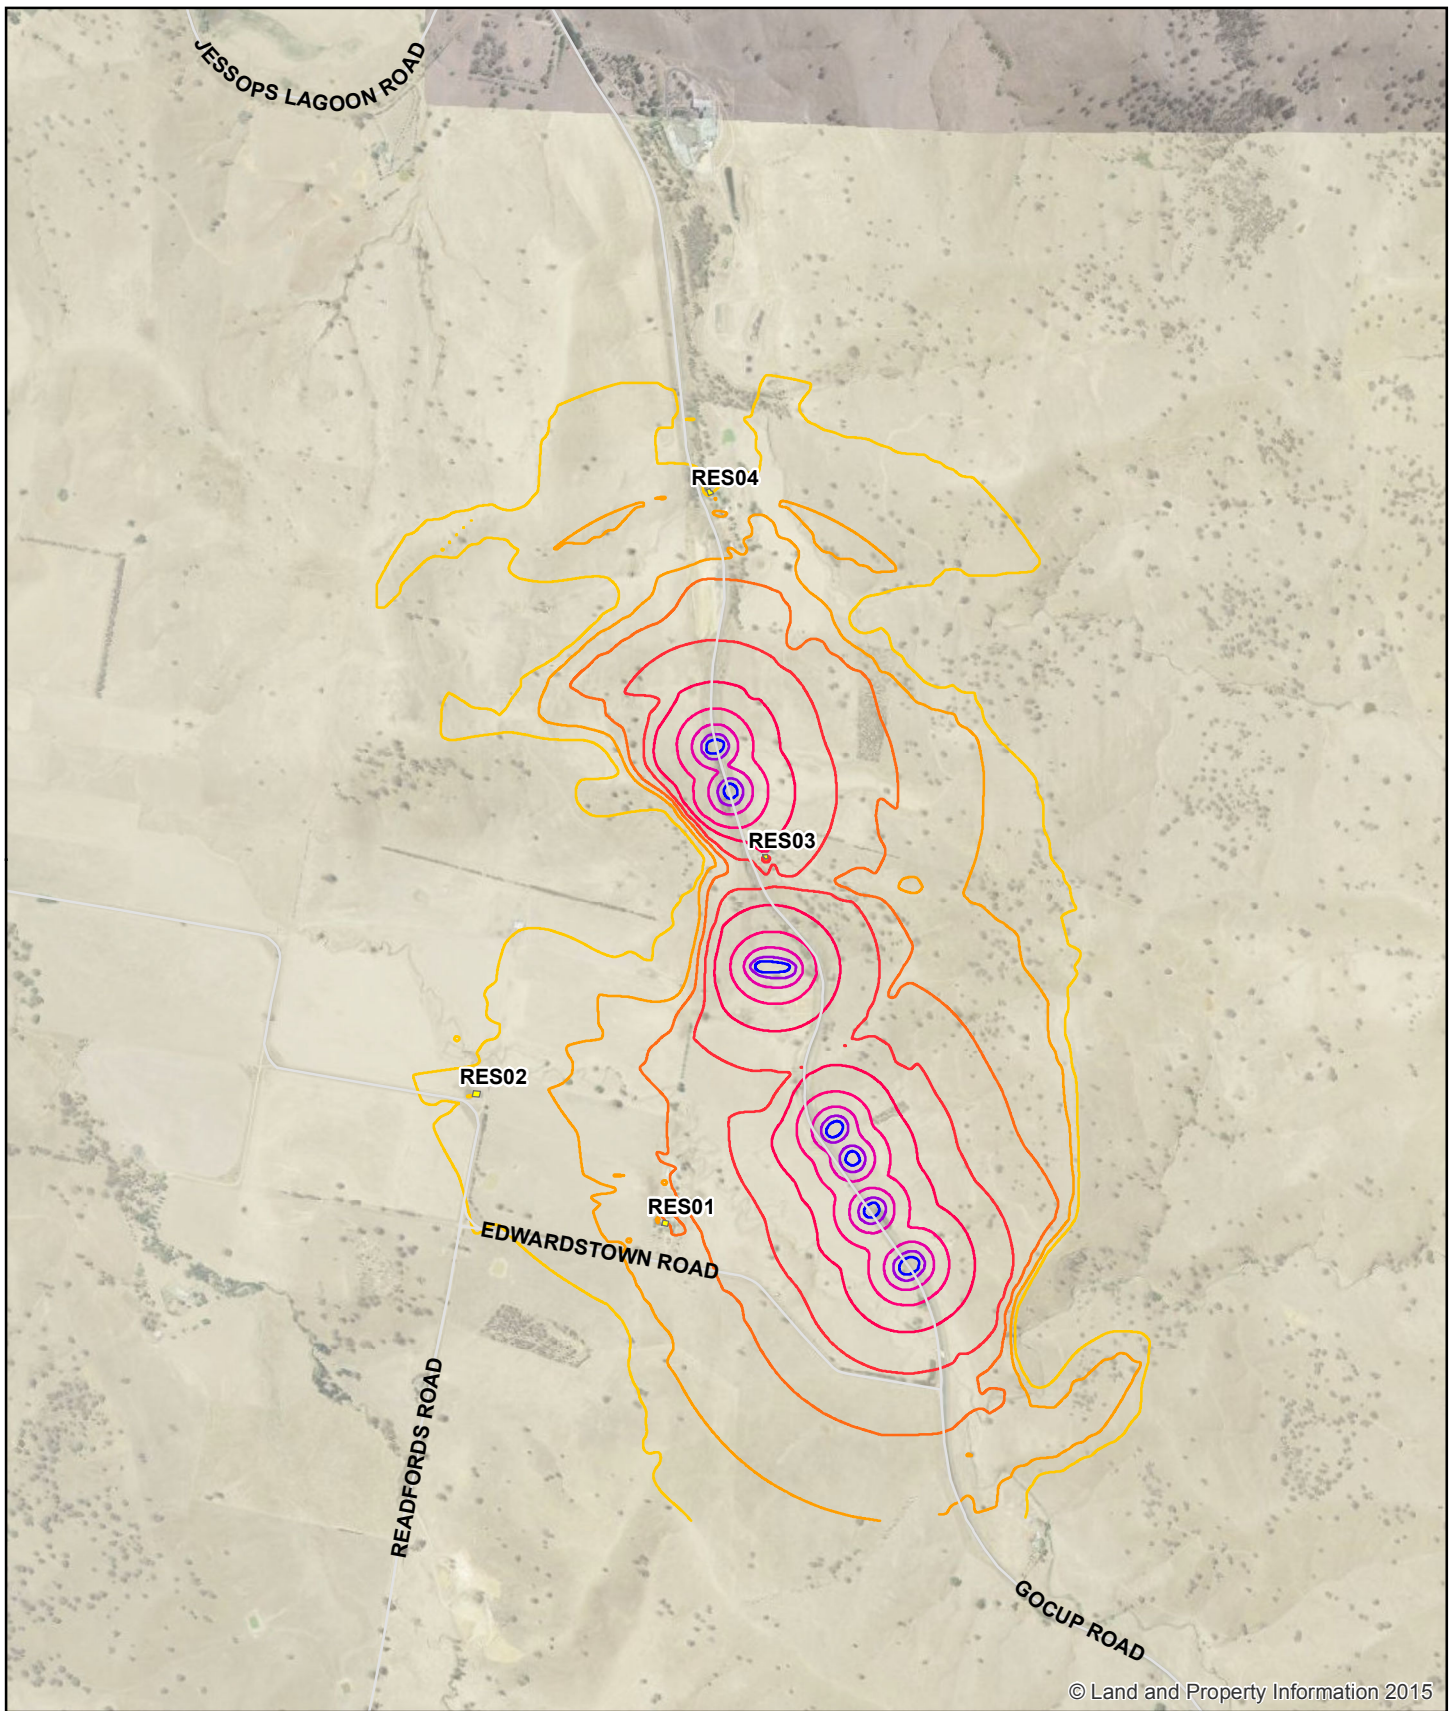 JESSOPS LAGOON ROAD
RES04
RES03
RES02
RES01
EDWARDSTOWN ROAD
READFORDS ROAD
GOCUP ROAD
© Land and Property Information 2015